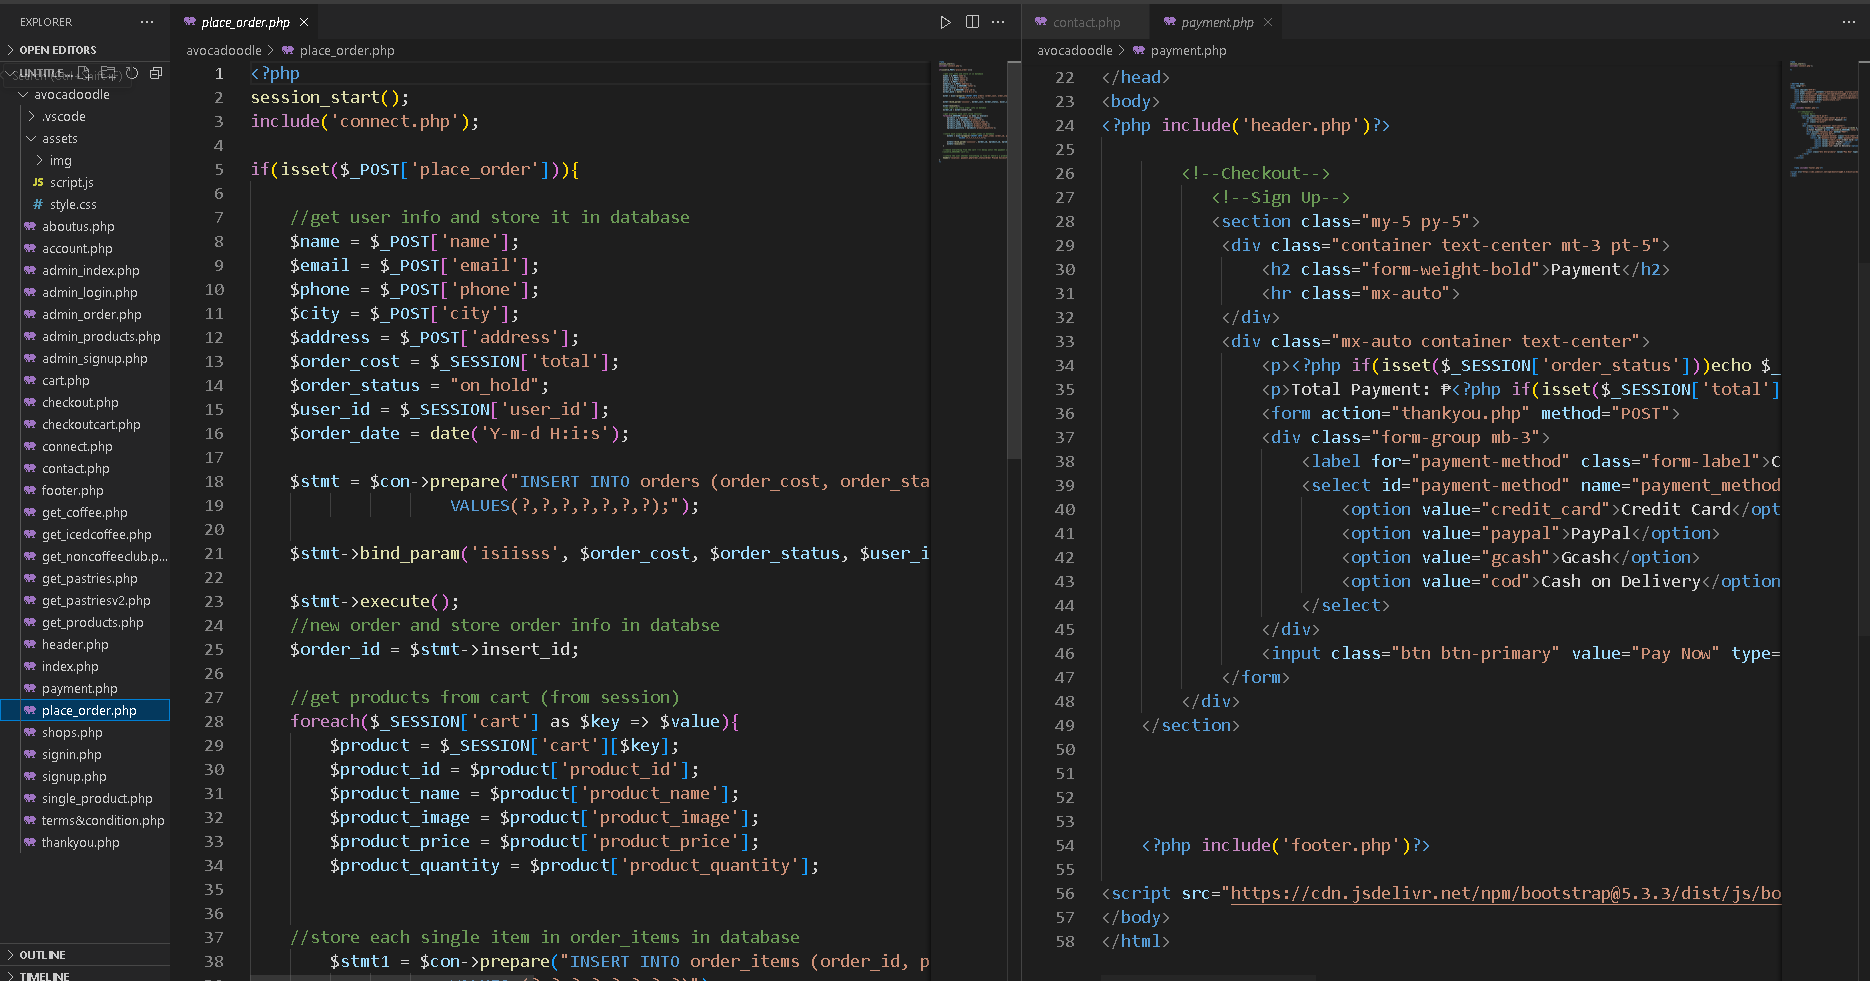 EXPLORER
OPEN EDITORS
UNTITLE...
avocadoodle
.vscode
assets
img
JS script.js
# style.css
aboutus.php
account.php
admin_index.php
admin_login.php
admin_order.php
admin_products.php
admin_signup.php
cart.php
checkout.php
checkoutcart.php
connect.php
contact.php
footer.php
get_coffee.php
get_icedcoffee.php
get_noncoffeeclub.p...
get_pastries.php
get_pastriesv2.php
get_products.php
header.php
index.php
payment.php
place_order.php
shops.php
signin.php
signup.php
single_product.php
terms&condition.php
thankyou.php
OUTLINE
TIMELINE
place_order.php
avocadoodle > place_order.php
1 <?php
2 session_start();
3 include('connect.php');
4
5 if(isset($_POST['place_order'])){
6
7 //get user info and store it in database
8 $name = $_POST['name'];
9 $email = $_POST['email'];
10 $phone = $_POST['phone'];
11 $city = $_POST['city'];
12 $address = $_POST['address'];
13 $order_cost = $_SESSION['total'];
14 $order_status = "on_hold";
15 $user_id = $_SESSION['user_id'];
16 $order_date = date('Y-m-d H:i:s');
17
18 $stmt = $con->prepare("INSERT INTO orders (order_cost, order_sta
19 VALUES(?,?,?,?,?,?,?);");
20
21 $stmt->bind_param('isiisss', $order_cost, $order_status, $user_i
22
23 $stmt->execute();
24 //new order and store order info in databse
25 $order_id = $stmt->insert_id;
26
27 //get products from cart (from session)
28 foreach($_SESSION['cart'] as $key => $value){
29 $product = $_SESSION['cart'][$key];
30 $product_id = $product['product_id'];
31 $product_name = $product['product_name'];
32 $product_image = $product['product_image'];
33 $product_price = $product['product_price'];
34 $product_quantity = $product['product_quantity'];
35
36
37 //store each single item in order_items in database
38 $stmt1 = $con->prepare("INSERT INTO order_items (order_id, p
contact.php
payment.php
avocadoodle > payment.php
22 </head>
23 <body>
24 <?php include('header.php')?>
25
26 <!--Checkout-->
27 <!--Sign Up-->
28 <section class="my-5 py-5">
29 <div class="container text-center mt-3 pt-5">
30 <h2 class="form-weight-bold">Payment</h2>
31 <hr class="mx-auto">
32 </div>
33 <div class="mx-auto container text-center">
34 <p><?php if(isset($_SESSION['order_status']))echo $_
35 <p>Total Payment: ₱<?php if(isset($_SESSION['total']
36 <form action="thankyou.php" method="POST">
37 <div class="form-group mb-3">
38 <label for="payment-method" class="form-label">C
39 <select id="payment-method" name="payment_method
40 <option value="credit_card">Credit Card</opt
41 <option value="paypal">PayPal</option>
42 <option value="gcash">Gcash</option>
43 <option value="cod">Cash on Delivery</option
44 </select>
45 </div>
46 <input class="btn btn-primary" value="Pay Now" type=
47 </form>
48 </div>
49 </section>
50
51
52
53
54 <?php include('footer.php')?>
55
56 <script src="https://cdn.jsdelivr.net/npm/bootstrap@5.3.3/dist/js/bo
57 </body>
58 </html>